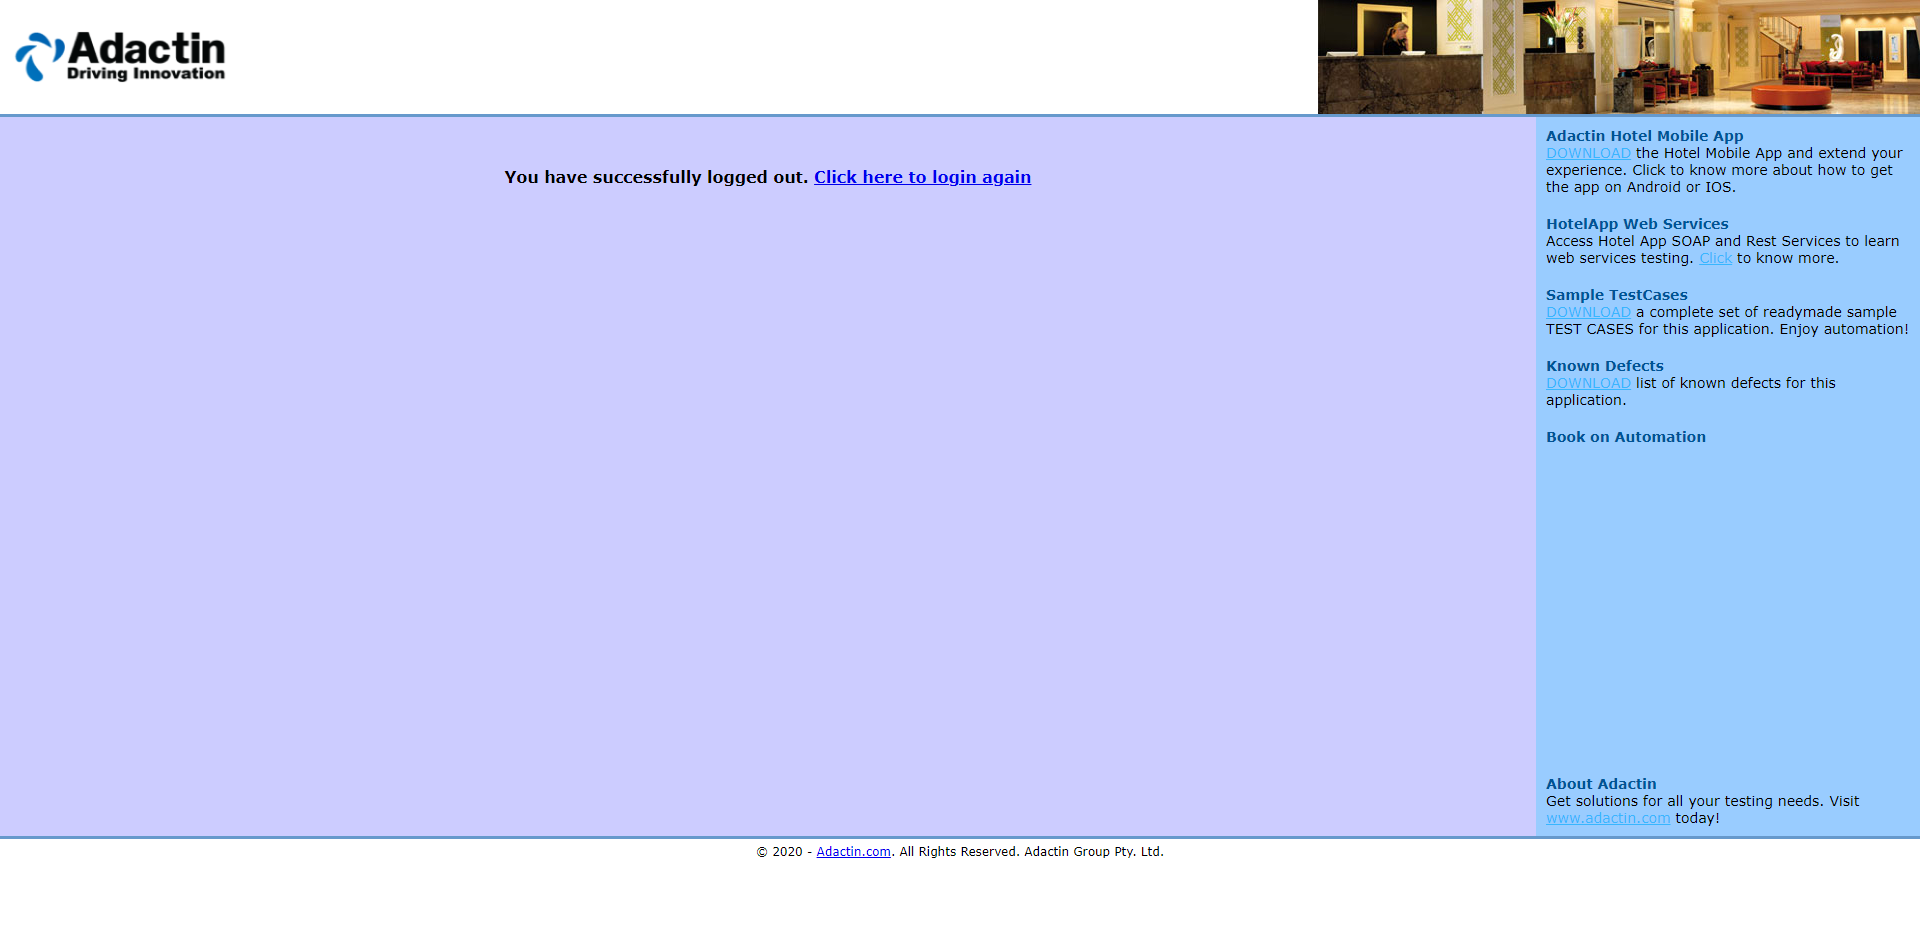 Adactin
Driving Innovation
You have successfully logged out. Click here to login again
Adactin Hotel Mobile App
DOWNLOAD the Hotel Mobile App and extend your
experience. Click to know more about how to get
the app on Android or IOS.
HotelApp Web Services
Access Hotel App SOAP and Rest Services to learn
web services testing. Click to know more.
Sample TestCases
DOWNLOAD a complete set of readymade sample
TEST CASES for this application. Enjoy automation!
Known Defects
DOWNLOAD list of known defects for this
application.
Book on Automation
About Adactin
Get solutions for all your testing needs. Visit
www.adactin.com today!
© 2020 - Adactin.com. All Rights Reserved. Adactin Group Pty. Ltd.